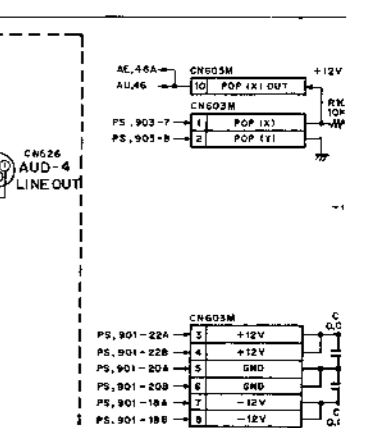 AE,46A
AU,46
CN605M
10 POP (X) OUT
+12V
CN603M
PS,903-7 1 POP (X)
PS,903-8 2 POP (Y)
10K
CN626
AUD-4
LINE OUT
CN603M
PS,901-22A 3 +12V
PS,901-22B 4 +12V
PS,901-20A 5 GND
PS,901-20B 6 GND
PS,901-18A 7 -12V
PS,901-18B 8 -12V